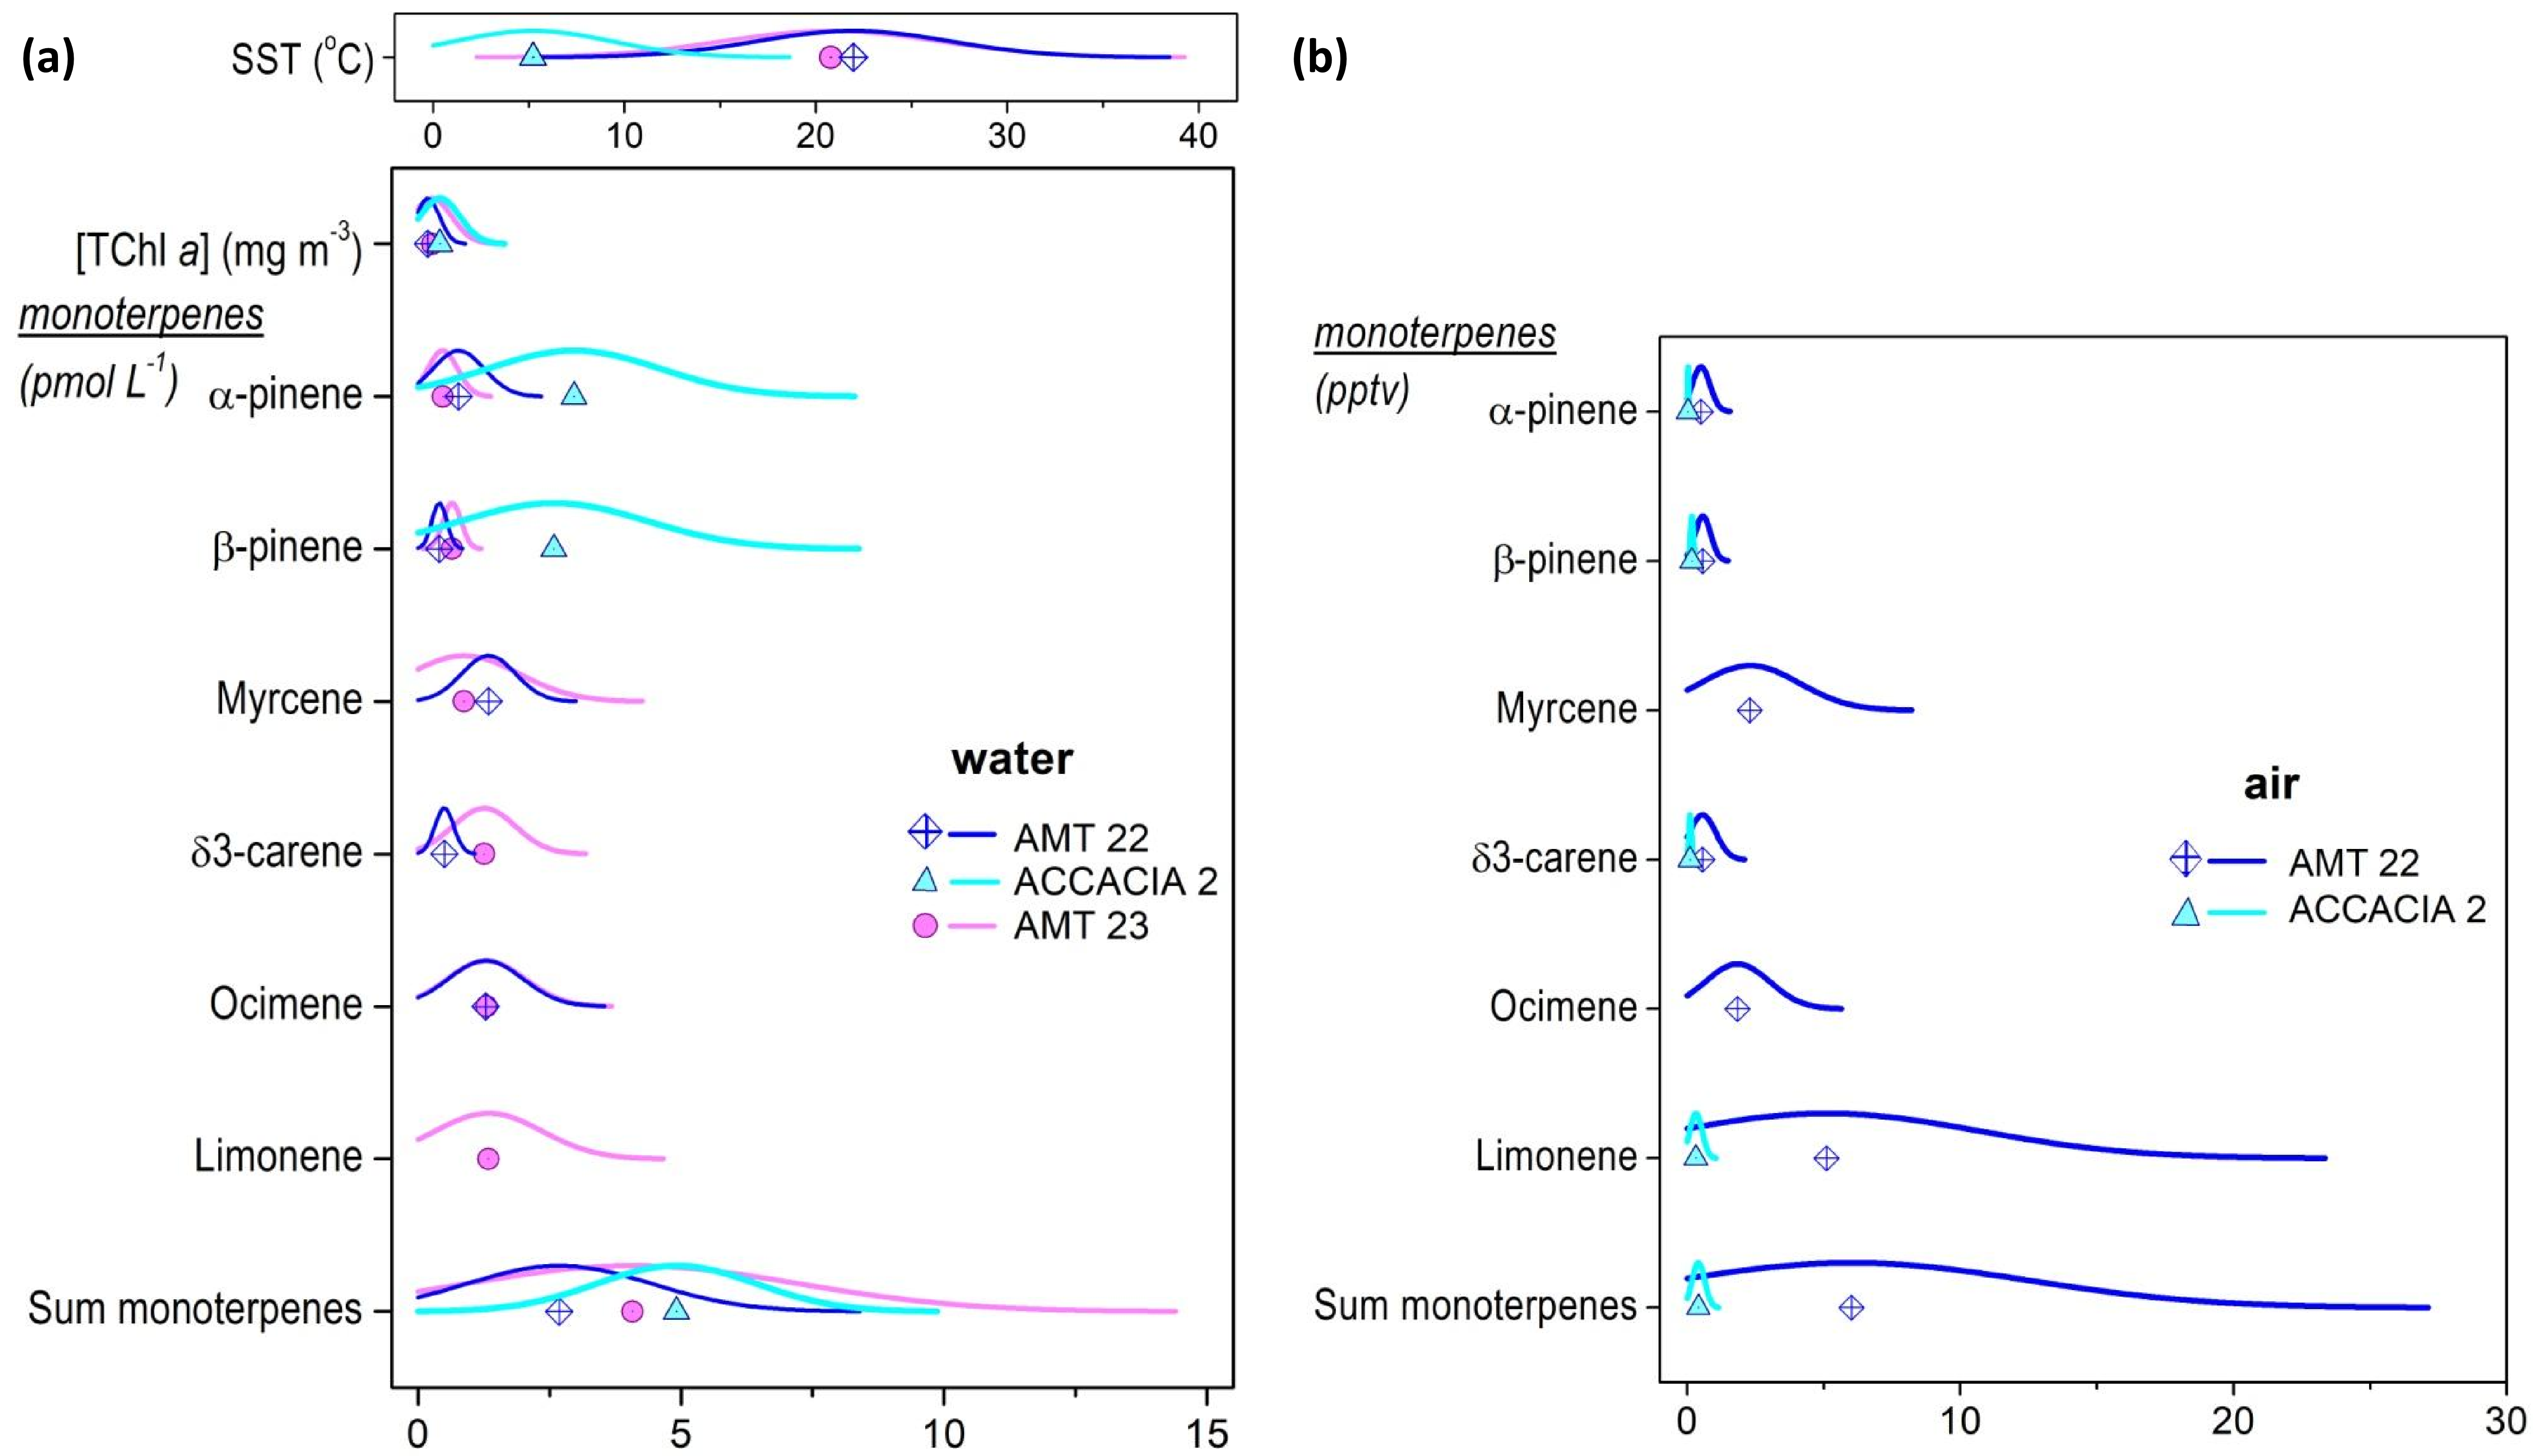 (a)
SST (°C)
0 10 20 30 40
[TChl a] (mg m⁻³)
monoterpenes
(pmol L⁻¹)
α-pinene
β-pinene
Myrcene
δ3-carene
Ocimene
Limonene
Sum monoterpenes
water
AMT 22
ACCACIA 2
AMT 23
0 5 10 15
(b)
monoterpenes
(pptv)
α-pinene
β-pinene
Myrcene
δ3-carene
Ocimene
Limonene
Sum monoterpenes
air
AMT 22
ACCACIA 2
0 10 20 30